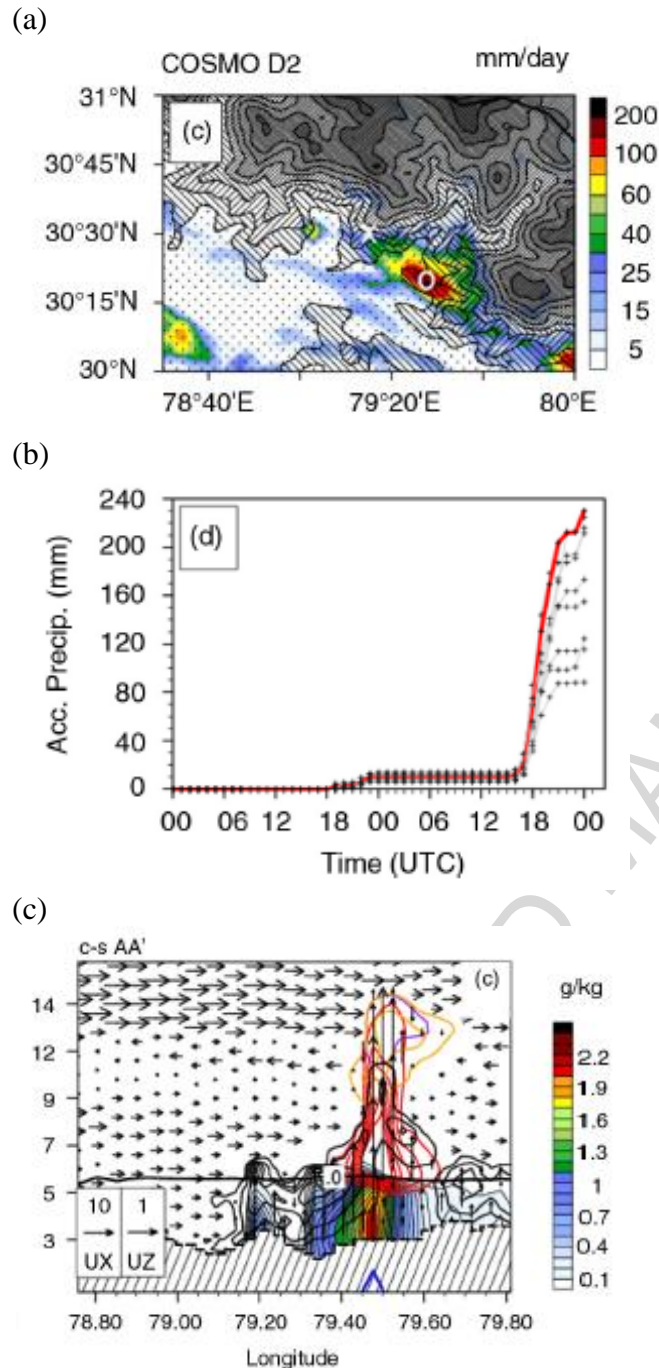 (a)
COSMO D2 mm/day
(c)
31°N
30°45'N
30°30'N
30°15'N
30°N
78°40'E 79°20'E 80°E
200
100
60
40
25
15
5
(b)
(d)
Acc. Precip. (mm)
240
200
160
120
80
40
0
00 06 12 18 00 06 12 18 00
Time (UTC)
(c)
c-s AA'
(c)
g/kg
14
12
9
7
5
3
.0
10 1
UX UZ
78.80 79.00 79.20 79.40 79.60 79.80
Longitude
2.2
1.9
1.6
1.3
1
0.7
0.4
0.1